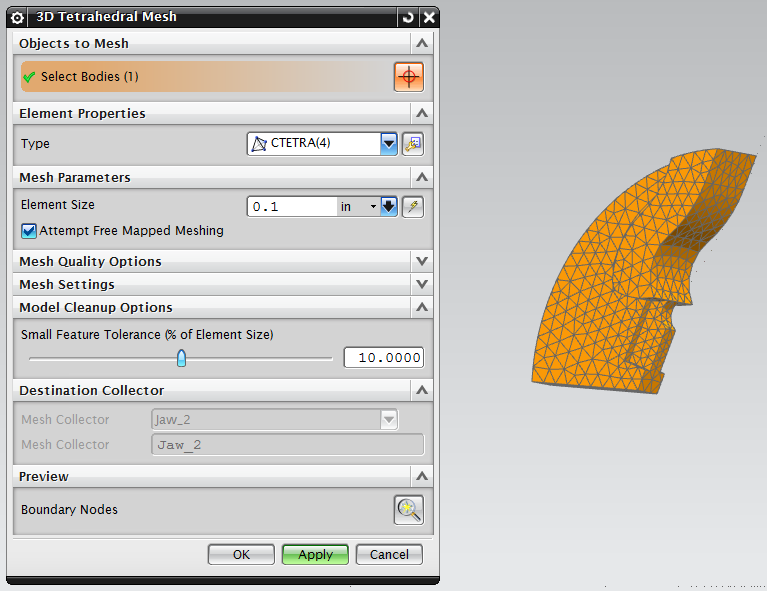 3D Tetrahedral Mesh
Objects to Mesh
Select Bodies (1)
Element Properties
Type CTETRA(4)
Mesh Parameters
Element Size 0.1 in
Attempt Free Mapped Meshing
Mesh Quality Options
Mesh Settings
Model Cleanup Options
Small Feature Tolerance (% of Element Size)
10.0000
Destination Collector
Mesh Collector Jaw_2
Mesh Collector Jaw_2
Preview
Boundary Nodes
OK Apply Cancel